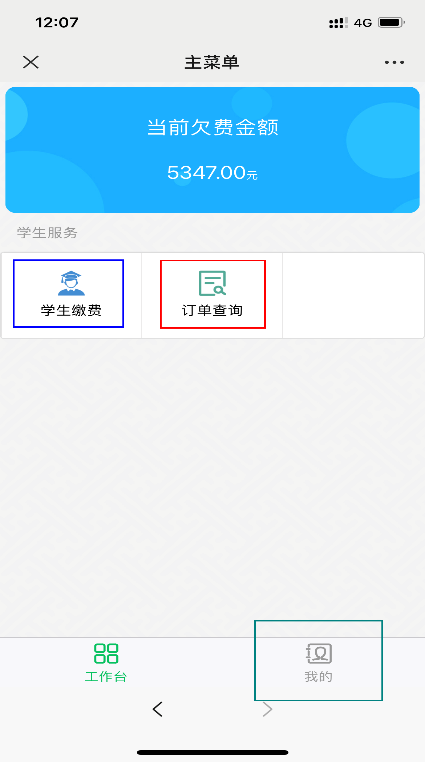 12:07
4G
主菜单
当前欠费金额
5347.00元
学生服务
学生缴费
订单查询
工作台
我的